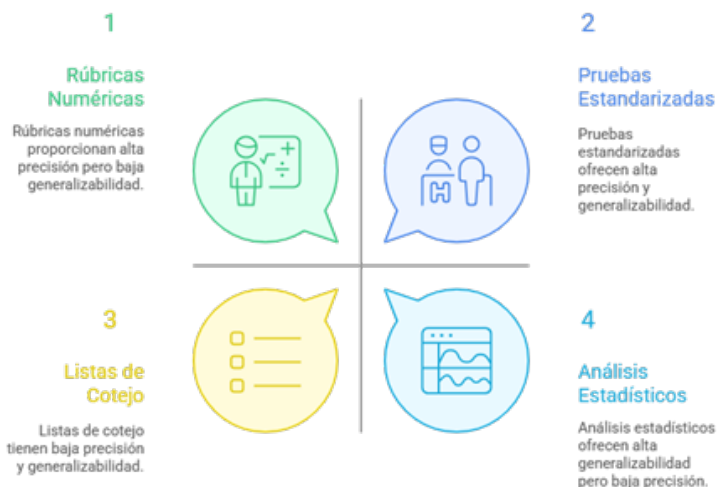 1
Rúbricas
Numéricas
Rúbricas numéricas
proporcionan alta
precisión pero baja
generalizabilidad.
2
Pruebas
Estandarizadas
Pruebas
estandarizadas
ofrecen alta
precisión y
generalizabilidad.
3
Listas de
Cotejo
Listas de cotejo
tienen baja precisión
y generalizabilidad.
4
Análisis
Estadísticos
Análisis estadísticos
ofrecen alta
generalizabilidad
pero baja precisión.